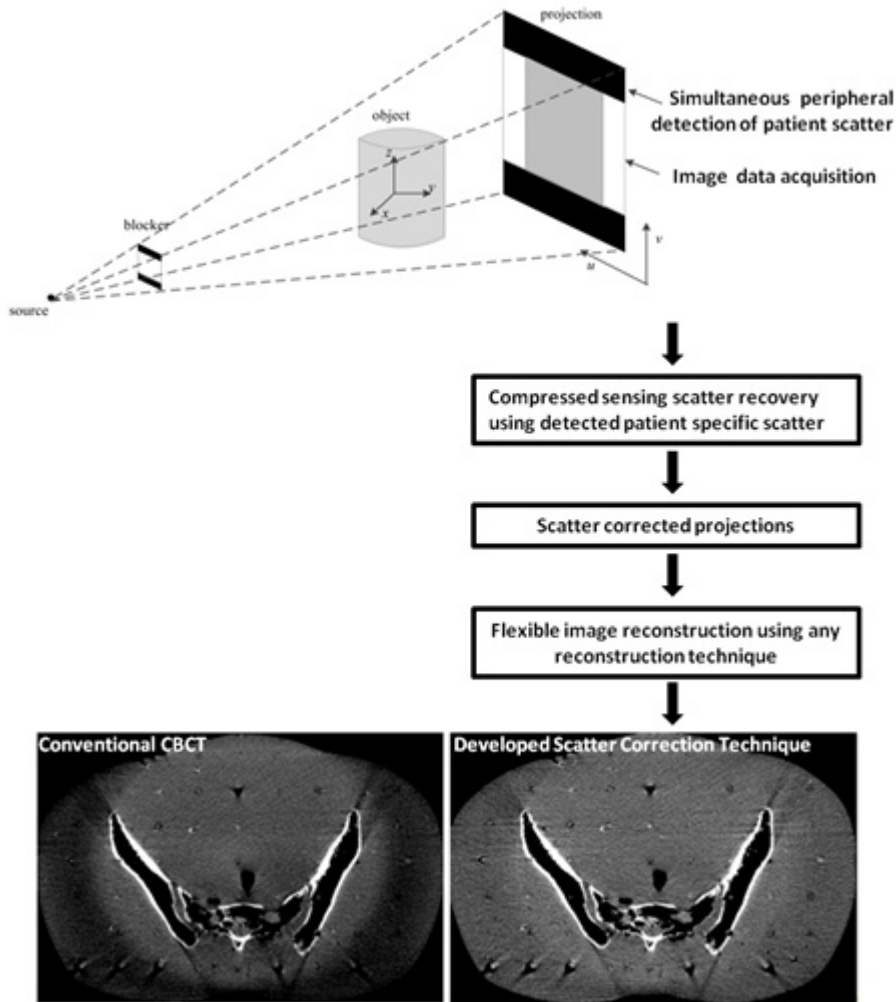 projection
Simultaneous peripheral
detection of patient scatter
object
z
y
x
Image data acquisition
blocker
v
u
source
Compressed sensing scatter recovery
using detected patient specific scatter
Scatter corrected projections
Flexible image reconstruction using any
reconstruction technique
Conventional CBCT
Developed Scatter Correction Technique